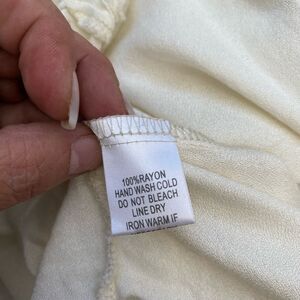 100%RAYON
HAND WASH COLD
DO NOT BLEACH
LINE DRY
IRON WARM IF